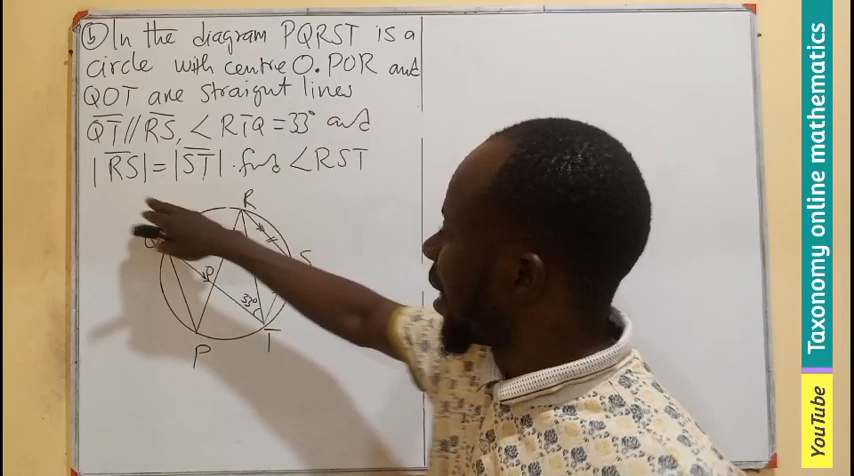 (b) In the diagram PQRST is a
circle with centre O. POR and
QOT are straight lines
QT // RS, ∠RTQ = 33° and
|RS| = |ST|. find ∠RST
R
S
33°
P
T
Taxonomy online mathematics
YouTube